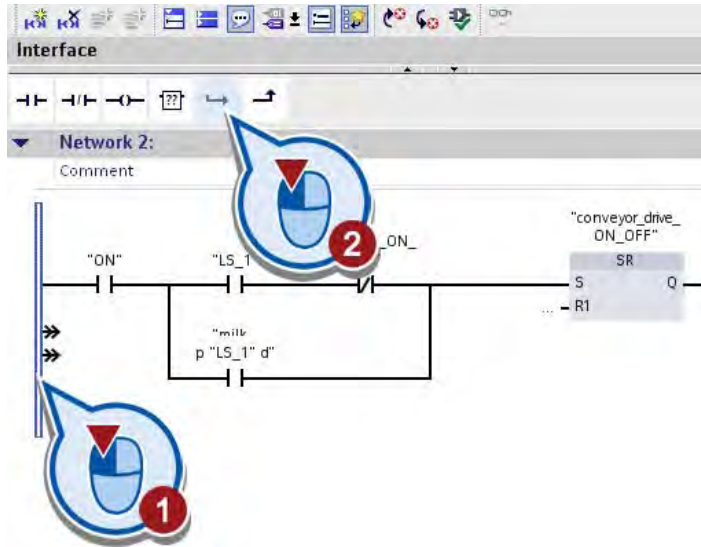 Interface
??
Network 2:
Comment
"conveyor_drive_
ON_OFF"
"ON"
"LS_1
_ON_
SR
S Q
... R1
"milk
p "LS_1" d"
2
1